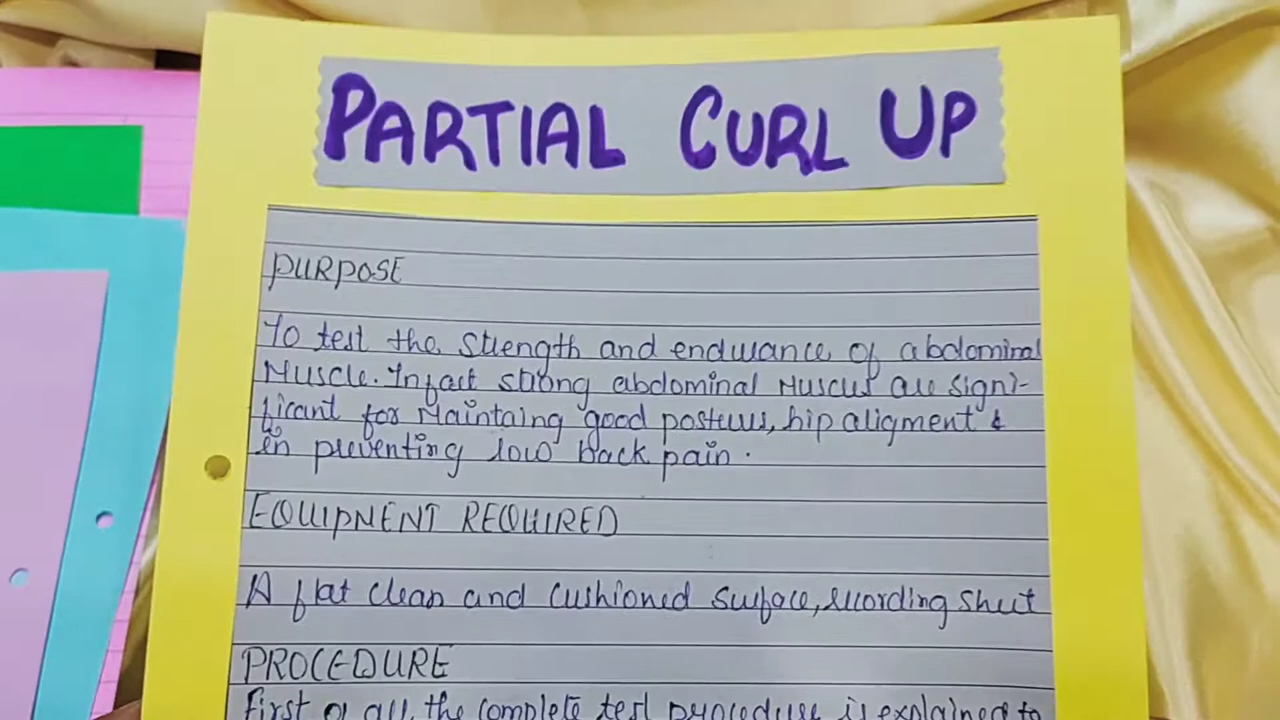 PARTIAL CURL UP
PURPOSE
To test the strength and endurance of abdominal
Muscle. Infact strong abdominal Muscles are signi-
ficant for Maintaing good postures, hip aligment &
in preventing low back pain.
EQUIPMENT REQUIRED
A flat clean and cushioned surface, recording sheet
PROCEDURE
First of all, the complete test procedure is explained to